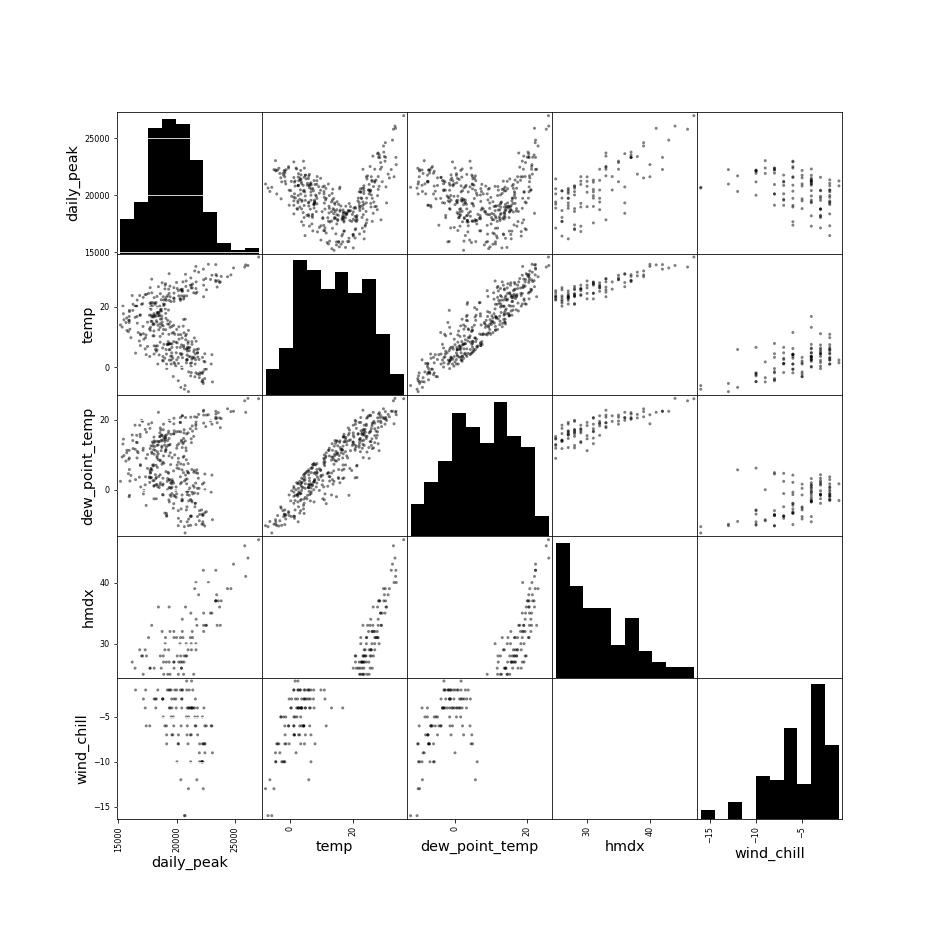 daily_peak
25000
20000
15000
temp
20
0
dew_point_temp
20
0
hmdx
40
30
wind_chill
−5
−10
−15
15000 20000 25000 0 20 0 20 30 40 −15 −10 −5
daily_peak temp dew_point_temp hmdx wind_chill